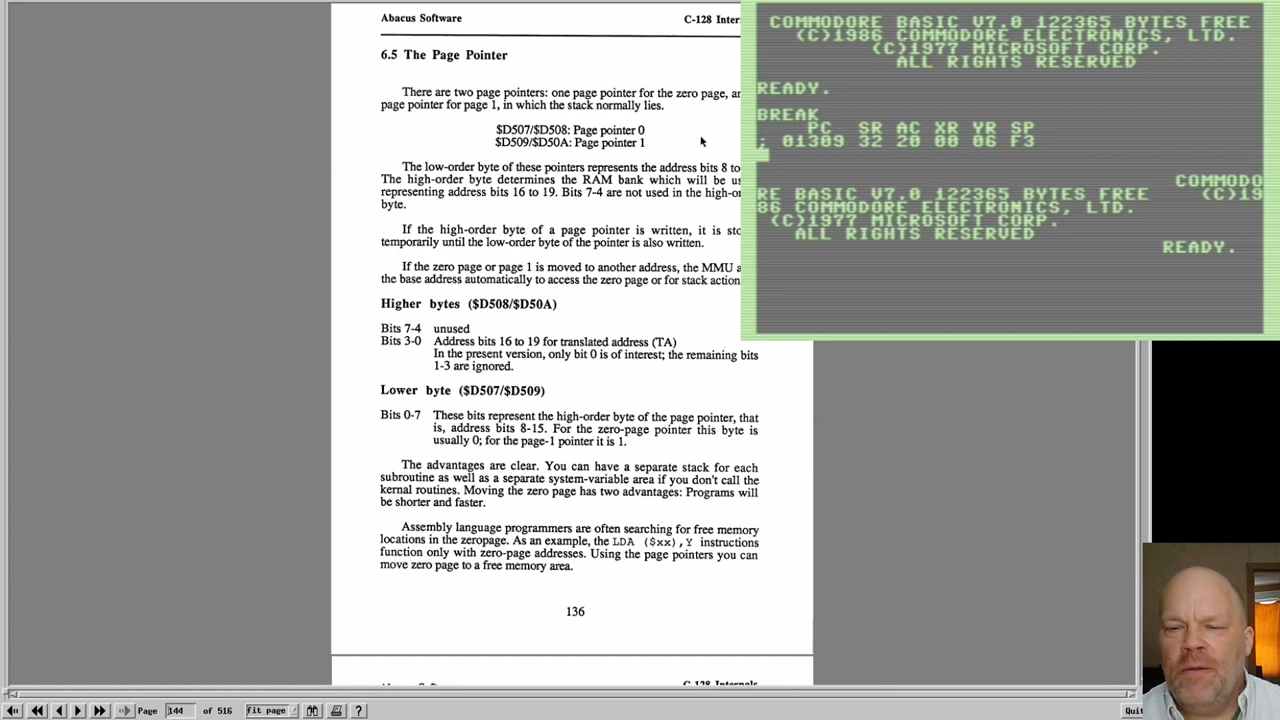 Abacus Software
C-128 Inter
6.5 The Page Pointer
There are two page pointers: one page pointer for the zero page, an
page pointer for page 1, in which the stack normally lies.
$D507/$D508: Page pointer 0
$D509/$D50A: Page pointer 1
The low-order byte of these pointers represents the address bits 8 to
The high-order byte determines the RAM bank which will be us
representing address bits 16 to 19. Bits 7-4 are not used in the high-or
byte.
If the high-order byte of a page pointer is written, it is sto
temporarily until the low-order byte of the pointer is also written.
If the zero page or page 1 is moved to another address, the MMU a
the base address automatically to access the zero page or for stack action
Higher bytes ($D508/$D50A)
Bits 7-4 unused
Bits 3-0 Address bits 16 to 19 for translated address (TA)
In the present version, only bit 0 is of interest; the remaining bits
1-3 are ignored.
Lower byte ($D507/$D509)
Bits 0-7 These bits represent the high-order byte of the page pointer, that
is, address bits 8-15. For the zero-page pointer this byte is
usually 0; for the page-1 pointer it is 1.
The advantages are clear. You can have a separate stack for each
subroutine as well as a separate system-variable area if you don't call the
kernal routines. Moving the zero page has two advantages: Programs will
be shorter and faster.
Assembly language programmers are often searching for free memory
locations in the zeropage. As an example, the LDA ($xx),Y instructions
function only with zero-page addresses. Using the page pointers you can
move zero page to a free memory area.
136
COMMODORE BASIC V7.0 122365 BYTES FREE
(C)1986 COMMODORE ELECTRONICS, LTD.
(C)1977 MICROSOFT CORP.
ALL RIGHTS RESERVED
READY.
BREAK
PC SR AC XR YR SP
; 01309 32 20 00 06 F3
COMMODO
RE BASIC V7.0 122365 BYTES FREE (C)19
86 COMMODORE ELECTRONICS, LTD.
(C)1977 MICROSOFT CORP.
ALL RIGHTS RESERVED
READY.
Page 144 of 516 fit page ? Quit